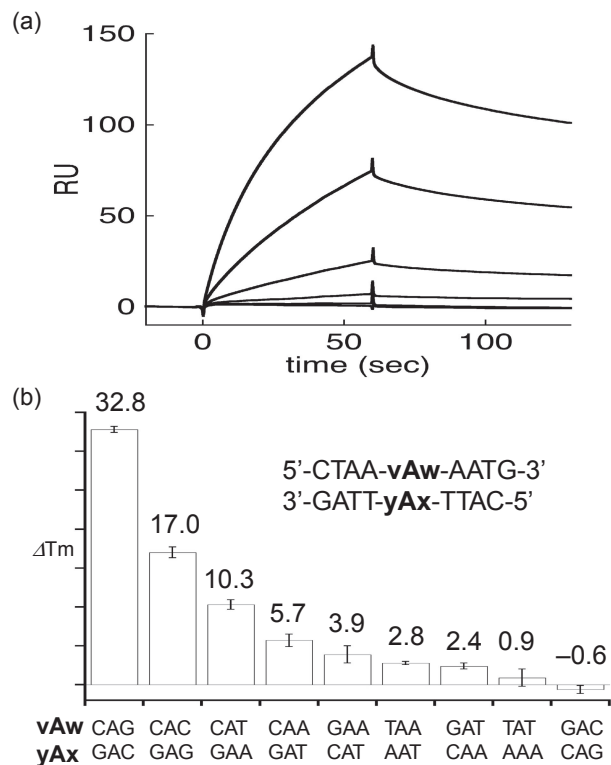 (a)
150
100
50
0
RU
0 50 100
time (sec)
(b)
32.8
17.0
10.3
5.7
3.9
2.8
2.4
0.9
–0.6
5’-CTAA-vAw-AATG-3’
3’-GATT-yAx-TTAC-5’
ΔTm
vAw CAG CAC CAT CAA GAA TAA GAT TAT GAC
yAx GAC GAG GAA GAT CAT AAT CAA AAA CAG